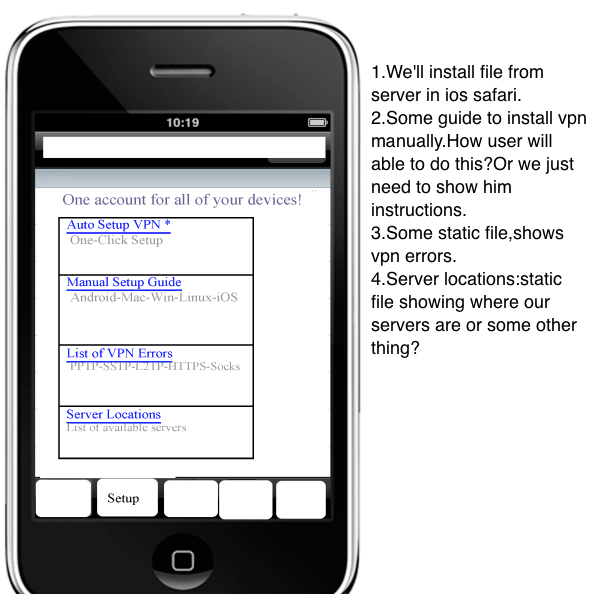 10:19
One account for all of your devices!
Auto Setup VPN *
One-Click Setup
Manual Setup Guide
Android-Mac-Win-Linux-iOS
List of VPN Errors
PPTP-SSTP-L2TP-HTTPS-Socks
Server Locations
List of available servers
Setup
1.We'll install file from
server in ios safari.
2.Some guide to install vpn
manually.How user will
able to do this?Or we just
need to show him
instructions.
3.Some static file,shows
vpn errors.
4.Server locations:static
file showing where our
servers are or some other
thing?